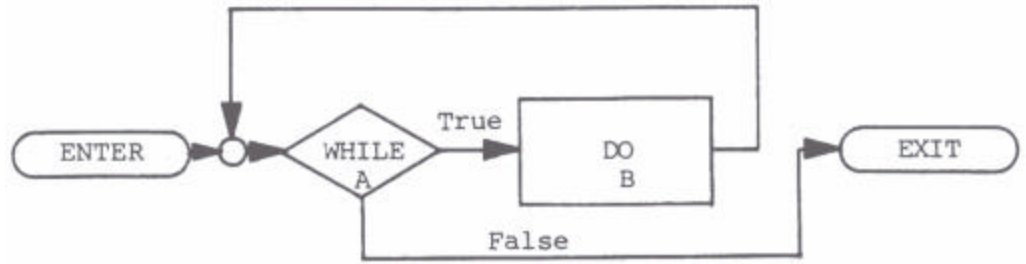 ENTER
WHILE
A
True
DO
B
False
EXIT